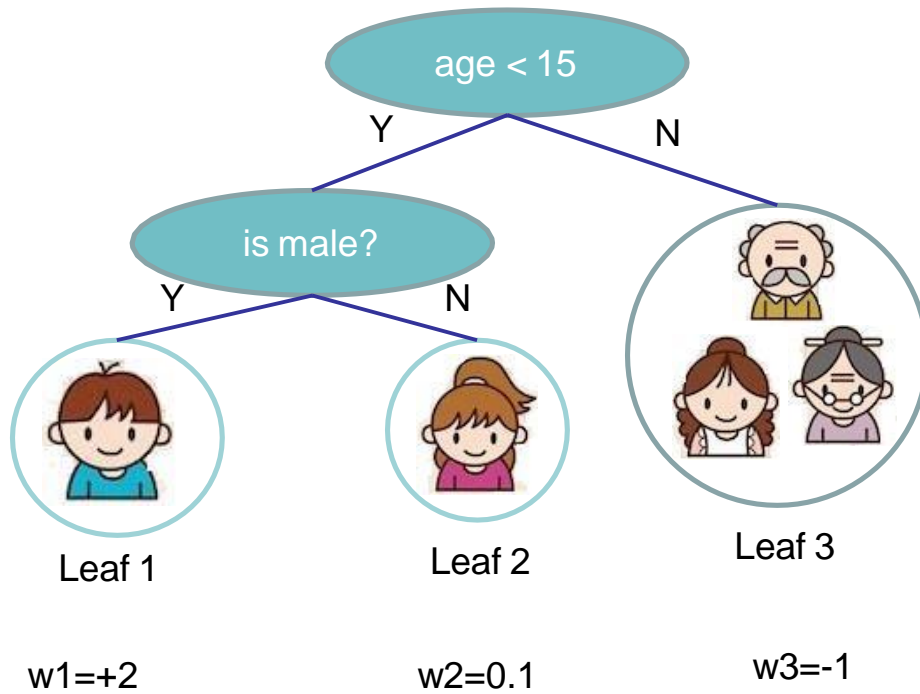 age < 15
Y
N
is male?
Y
N
Leaf 1
Leaf 2
Leaf 3
w1=+2
w2=0.1
w3=-1